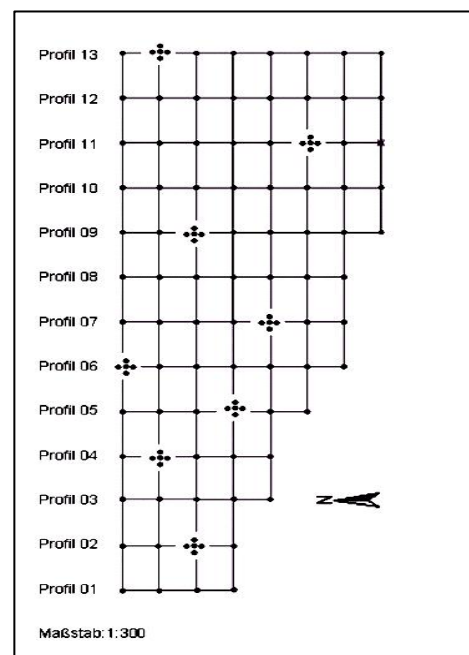 Profil 13
Profil 12
Profil 11
Profil 10
Profil 09
Profil 08
Profil 07
Profil 06
Profil 05
Profil 04
Profil 03
N
Profil 02
Profil 01
Maßstab: 1:300